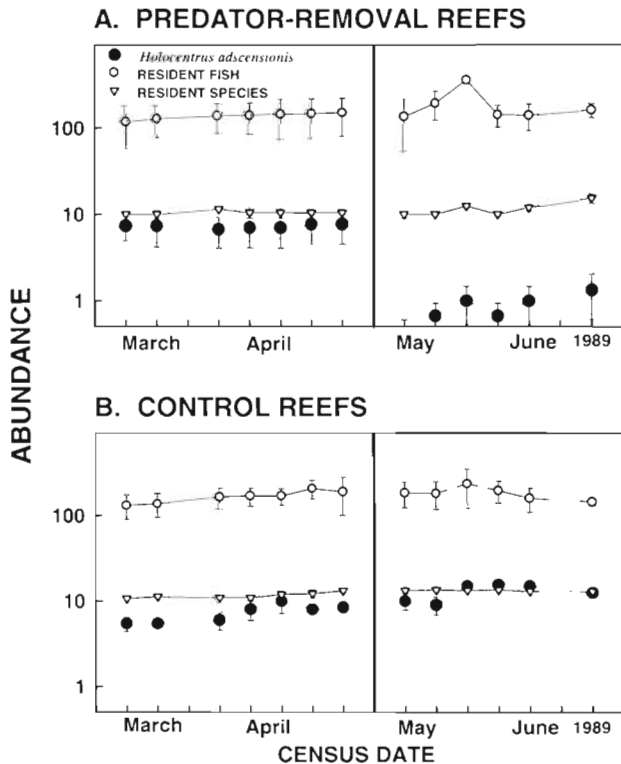 A. PREDATOR-REMOVAL REEFS
Holocentrus adscensionis
RESIDENT FISH
RESIDENT SPECIES
100
10
1
March April May June 1989
ABUNDANCE
B. CONTROL REEFS
100
10
1
March April May June 1989
CENSUS DATE